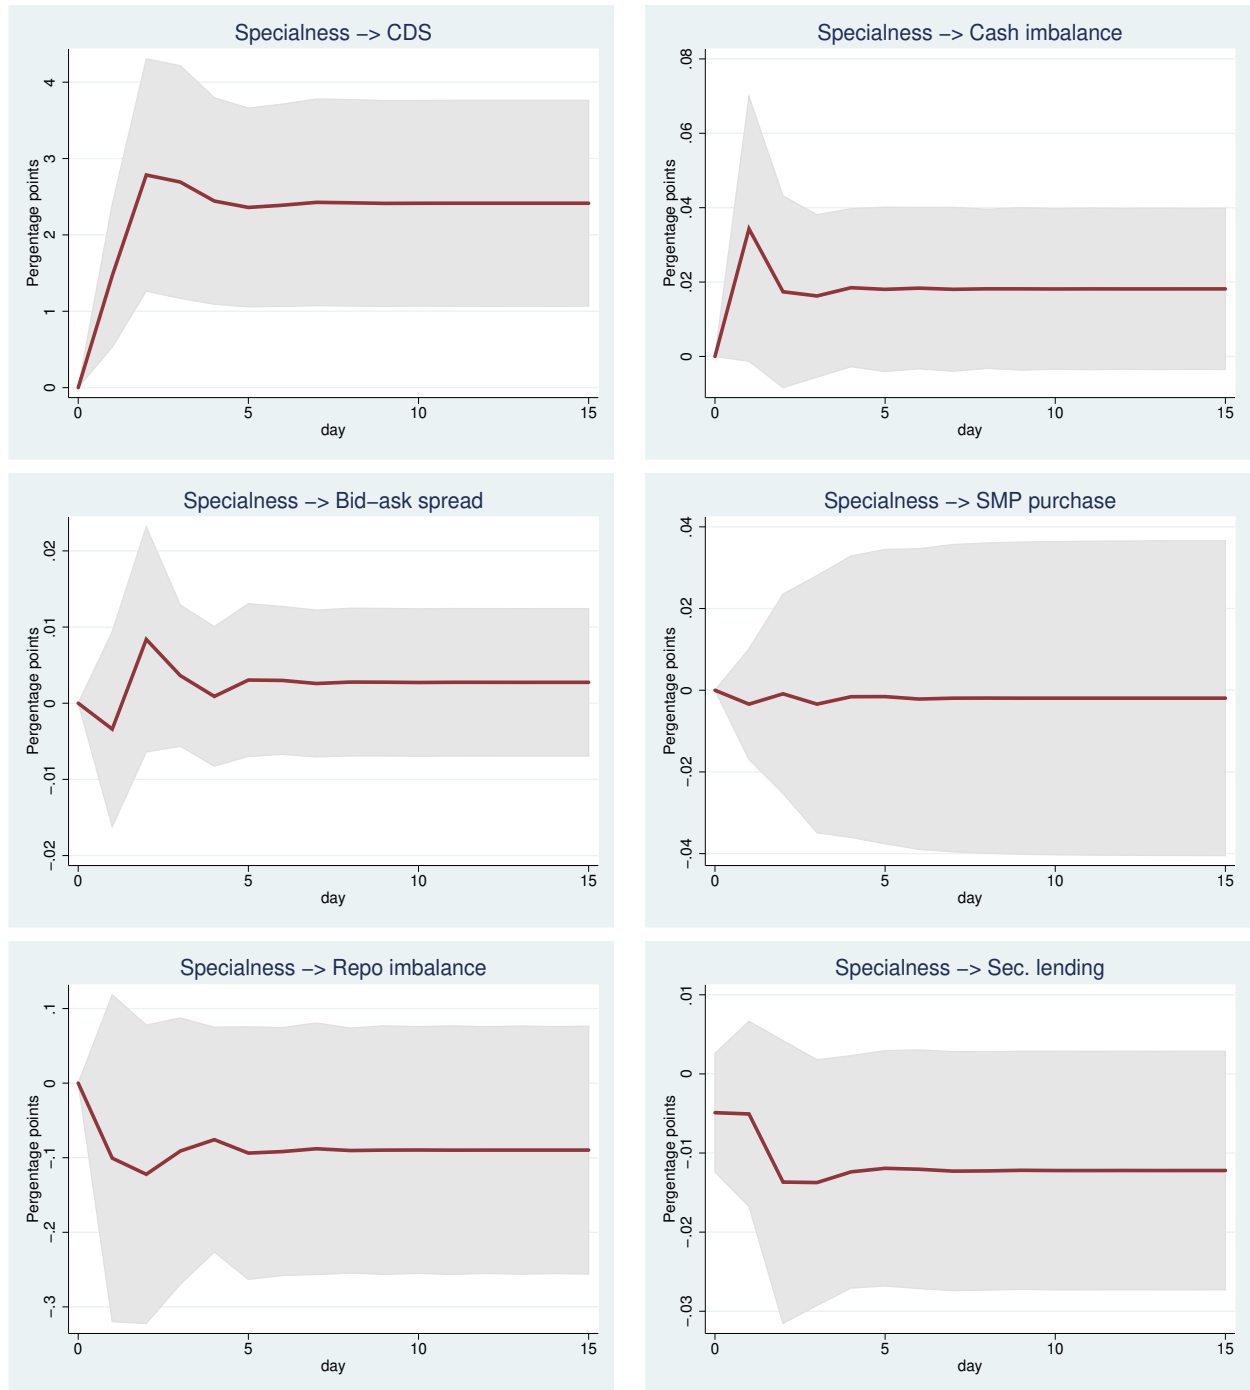 Specialness −> CDS
Pergentage points
4
3
2
1
0
0 5 10 15
day
Specialness −> Cash imbalance
Pergentage points
.08
.06
.04
.02
0
0 5 10 15
day
Specialness −> Bid−ask spread
Pergentage points
.02
.01
0
−.01
−.02
0 5 10 15
day
Specialness −> SMP purchase
Pergentage points
.04
.02
0
−.02
−.04
0 5 10 15
day
Specialness −> Repo imbalance
Pergentage points
.1
0
−.1
−.2
−.3
0 5 10 15
day
Specialness −> Sec. lending
Pergentage points
.01
0
−.01
−.02
−.03
0 5 10 15
day